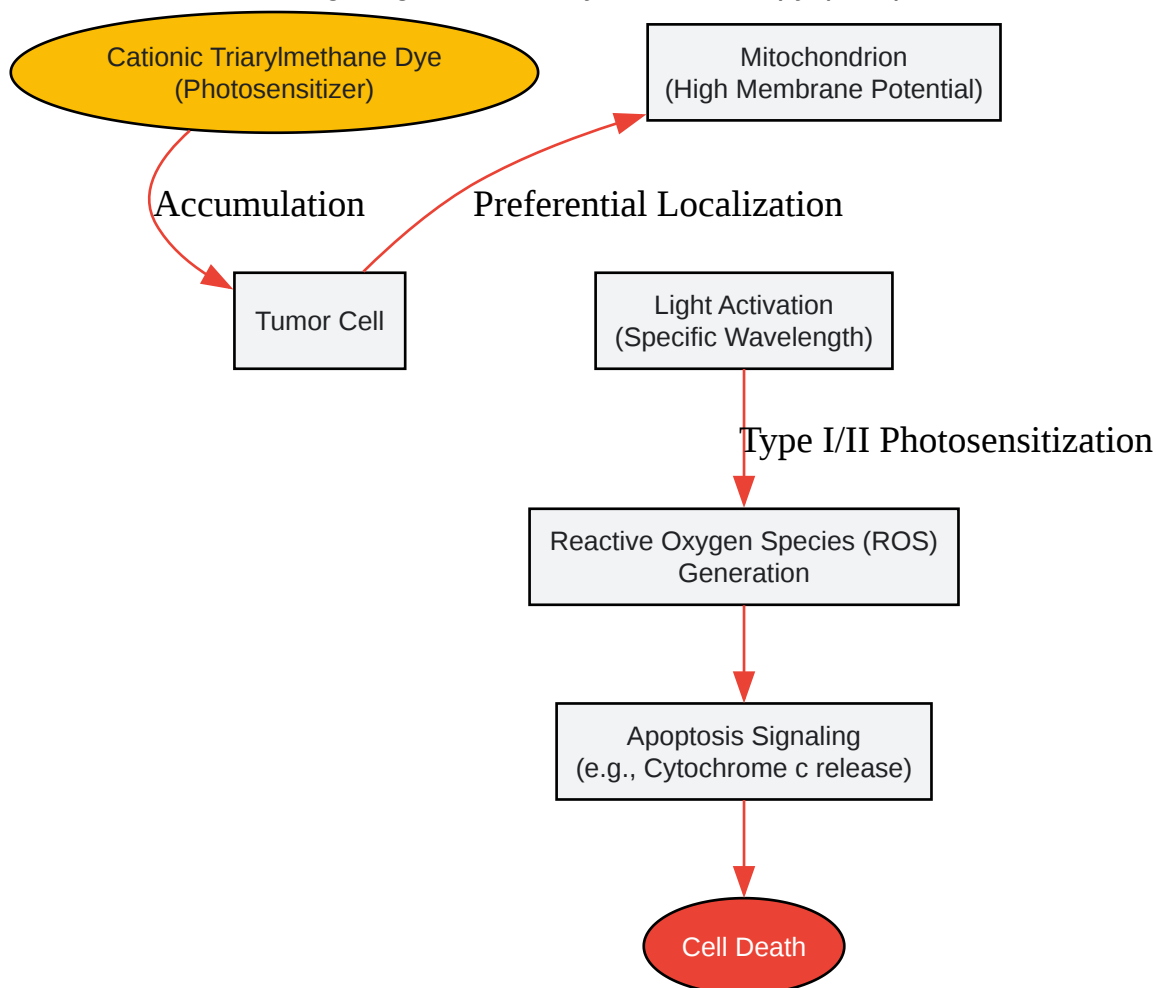 Cationic Triarylmethane Dye
(Photosensitizer)
Mitochondrion
(High Membrane Potential)
Accumulation
Preferential Localization
Tumor Cell
Light Activation
(Specific Wavelength)
Type I/II Photosensitization
Reactive Oxygen Species (ROS)
Generation
Apoptosis Signaling
(e.g., Cytochrome c release)
Cell Death